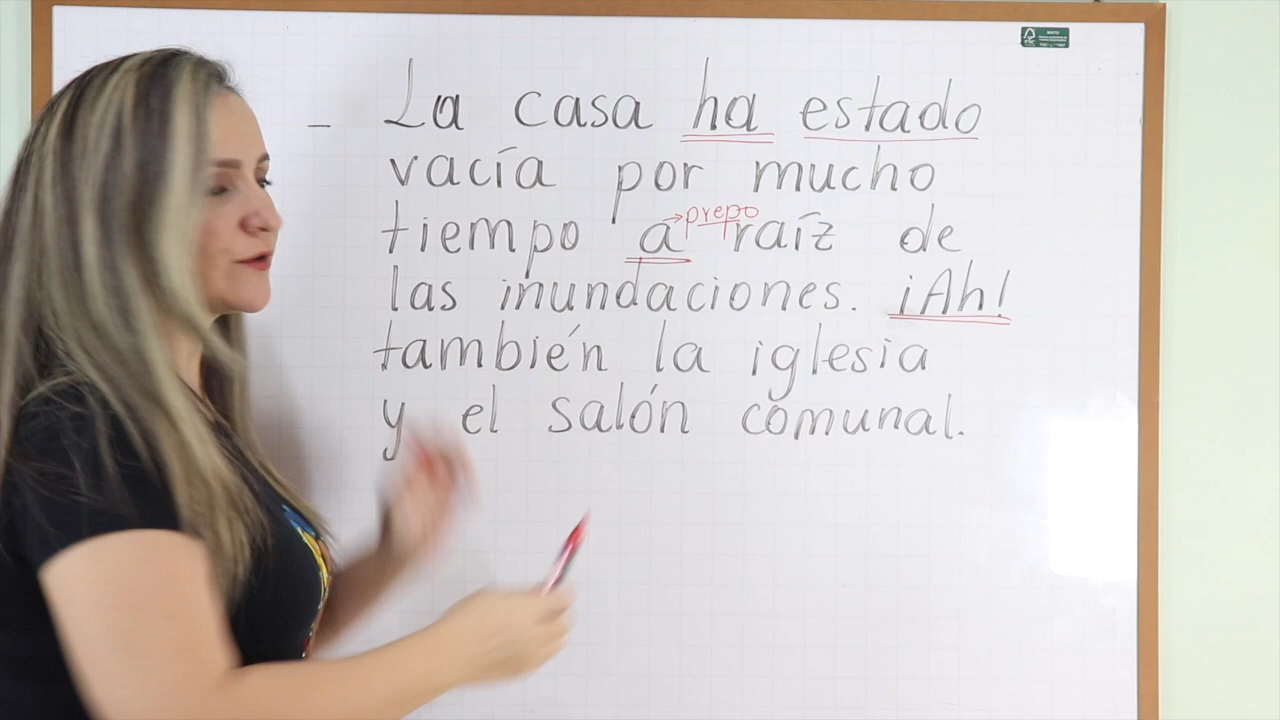 - La casa ha estado
vacía por mucho
tiempo a raíz de
→prepo
las inundaciones. ¡Ah!
también la iglesia
y el salón comunal.